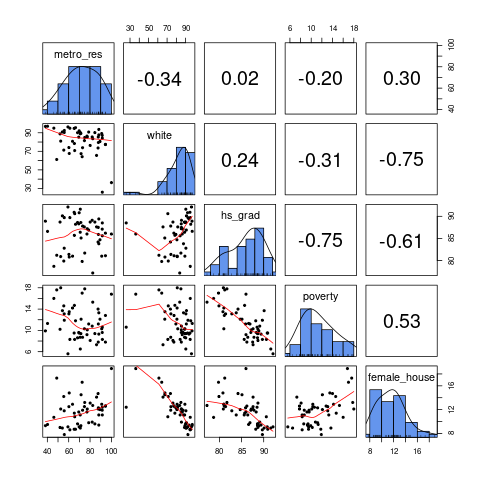 30 50 70 90
6 10 14 18
metro_res
-0.34
0.02
-0.20
0.30
40 60 80 100
30 50 70 90
white
0.24
-0.31
-0.75
hs_grad
-0.75
-0.61
80 85 90
6 10 14 18
poverty
0.53
female_house
8 12 16
40 60 80 100
80 85 90
8 12 16